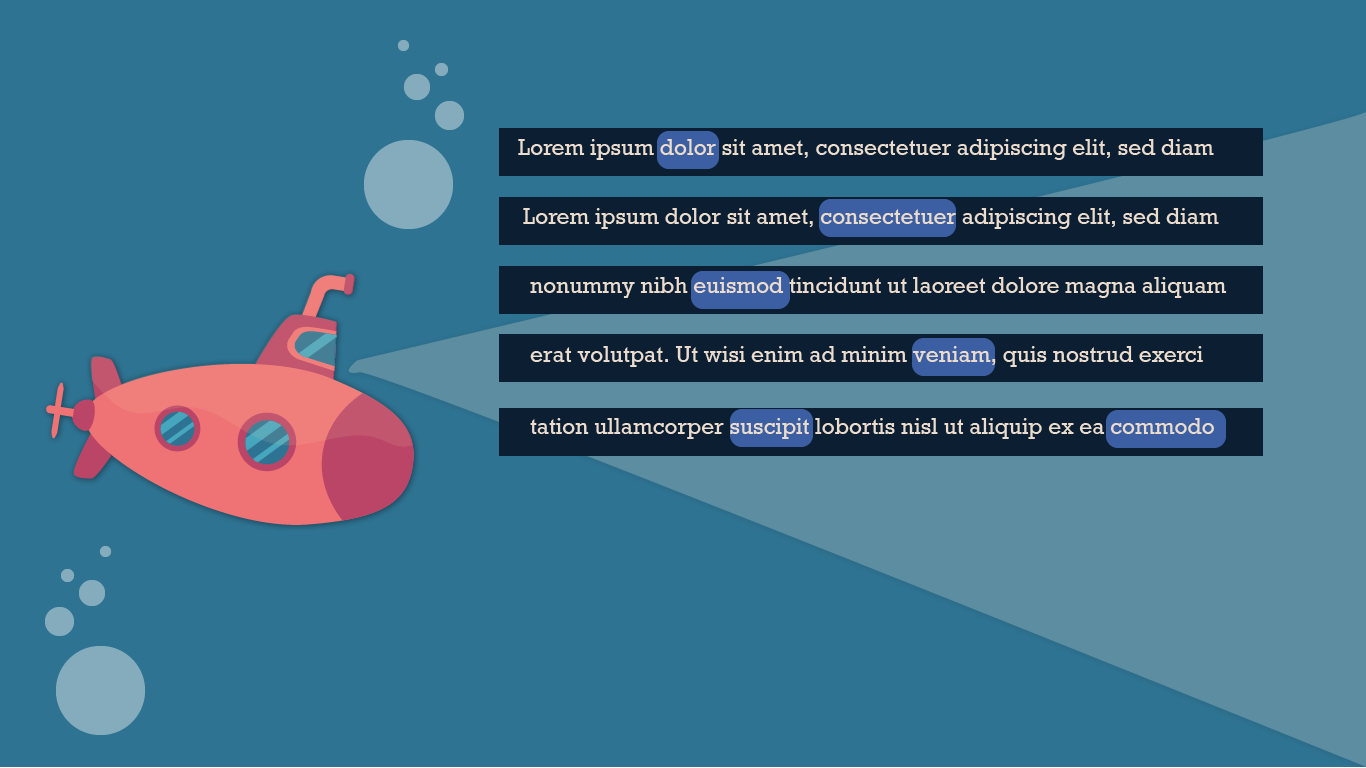 Lorem ipsum dolor sit amet, consectetuer adipiscing elit, sed diam
Lorem ipsum dolor sit amet, consectetuer adipiscing elit, sed diam
nonummy nibh euismod tincidunt ut laoreet dolore magna aliquam
erat volutpat. Ut wisi enim ad minim veniam, quis nostrud exerci
tation ullamcorper suscipit lobortis nisl ut aliquip ex ea commodo